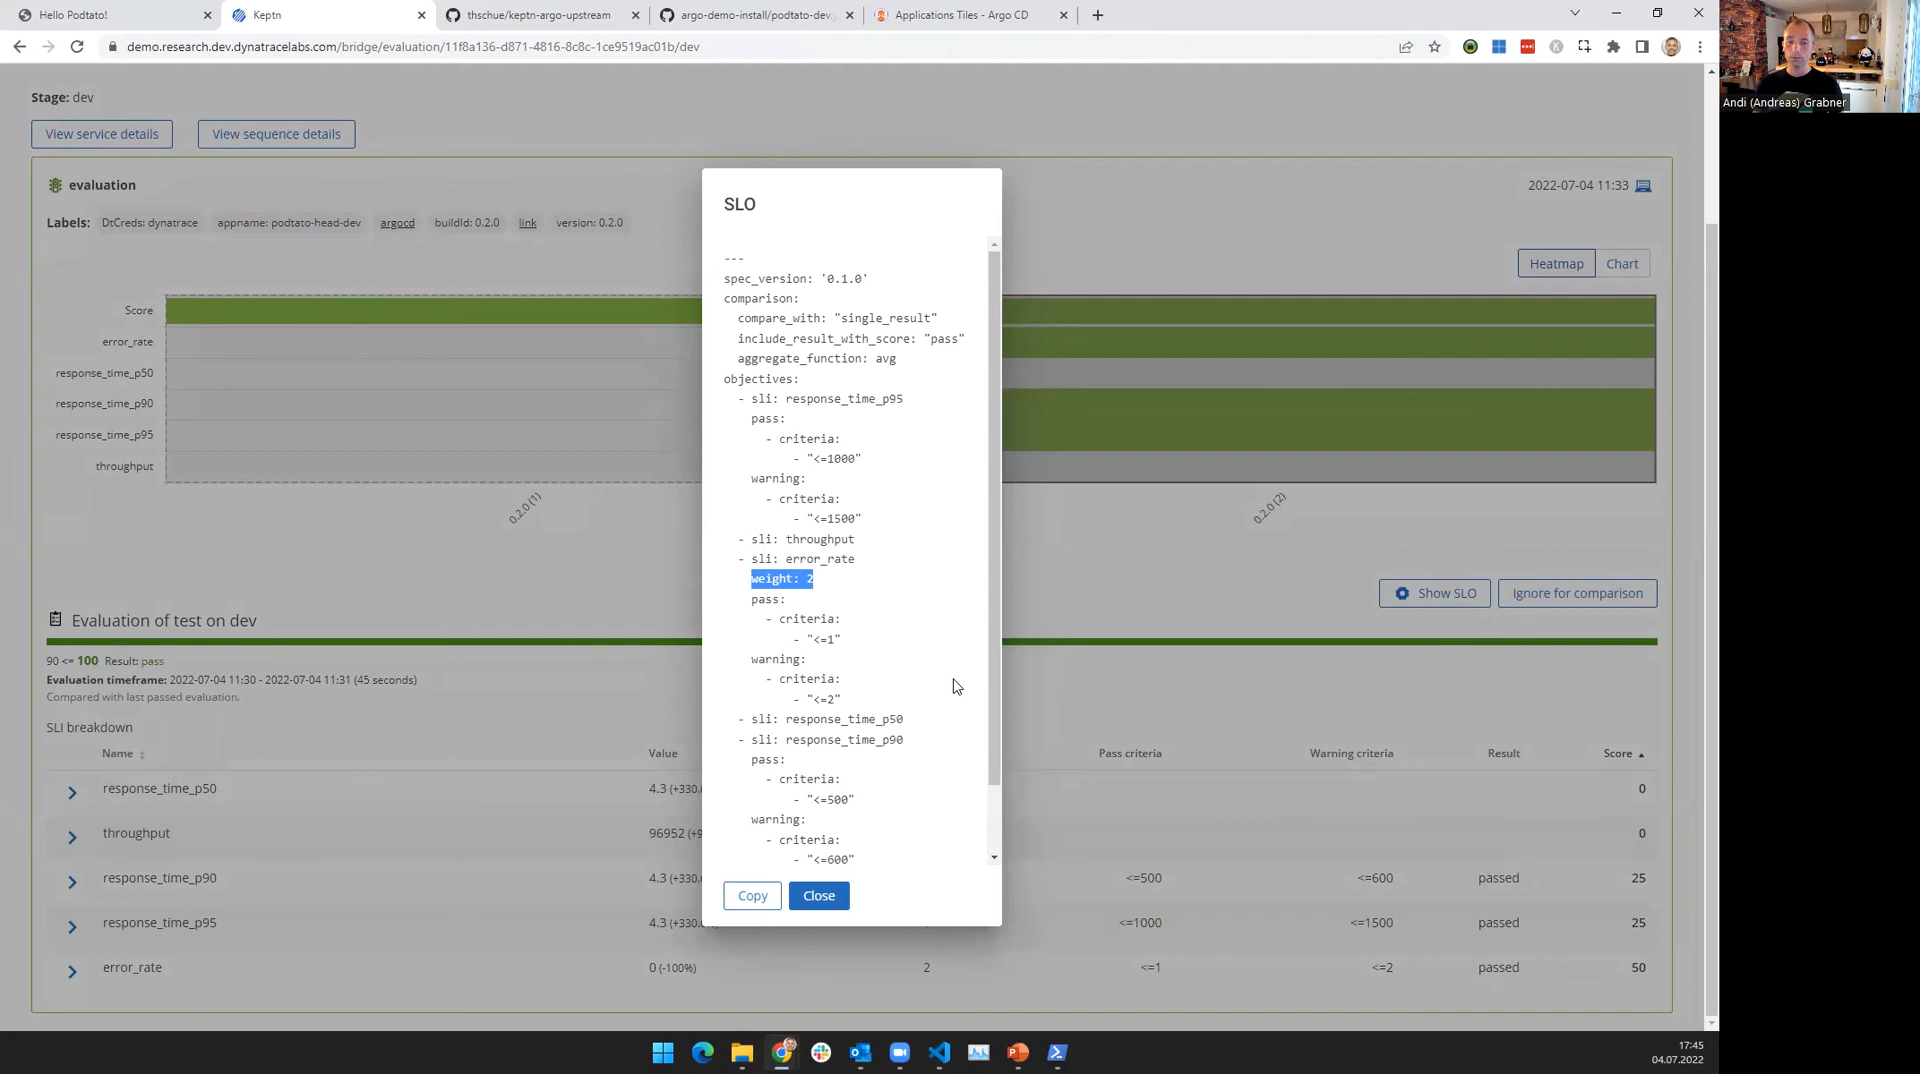 Hello Podtato!
Keptn
thschue/keptn-argo-upstream
argo-demo-install/podtato-dev.
Applications Tiles - Argo CD
demo.research.dev.dynatracelabs.com/bridge/evaluation/11f8a136-d871-4816-8c8c-1ce9519ac01b/dev
Andi (Andreas) Grabner
Stage: dev
View service details
View sequence details
evaluation
2022-07-04 11:33
Labels: DtCreds: dynatrace appname: podtato-head-dev argocd buildId: 0.2.0 link version: 0.2.0
Heatmap
Chart
Score
error_rate
response_time_p50
response_time_p90
response_time_p95
throughput
0.2.0 (1)
0.2.0 (2)
Show SLO
Ignore for comparison
Evaluation of test on dev
90 <= 100 Result: pass
Evaluation timeframe: 2022-07-04 11:30 - 2022-07-04 11:31 (45 seconds)
Compared with last passed evaluation.
SLI breakdown
Name Value Pass criteria Warning criteria Result Score
response_time_p50 4.3 (+330. 0
throughput 96952 (+9 0
response_time_p90 4.3 (+330. <=500 <=600 passed 25
response_time_p95 4.3 (+330. <=1000 <=1500 passed 25
error_rate 0 (-100%) 2 <=1 <=2 passed 50
SLO
---
spec_version: '0.1.0'
comparison:
compare_with: "single_result"
include_result_with_score: "pass"
aggregate_function: avg
objectives:
- sli: response_time_p95
pass:
- criteria:
- "<=1000"
warning:
- criteria:
- "<=1500"
- sli: throughput
- sli: error_rate
weight: 2
pass:
- criteria:
- "<=1"
warning:
- criteria:
- "<=2"
- sli: response_time_p50
- sli: response_time_p90
pass:
- criteria:
- "<=500"
warning:
- criteria:
- "<=600"
Copy
Close
17:45
04.07.2022